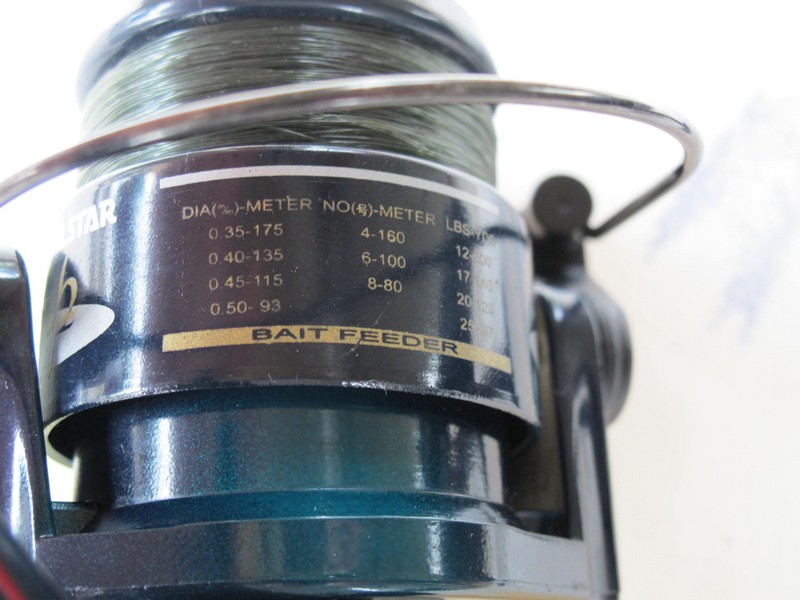 STAR
DIA(m/m)-METER NO(号)-METER
0.35-175 4-160
0.40-135 6-100
0.45-115 8-80
0.50-93
BAIT FEEDER